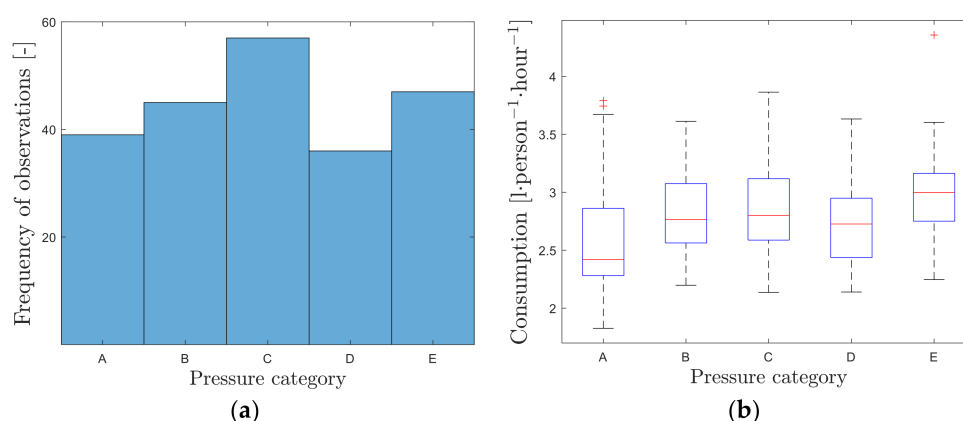 Frequency of observations [-]
60
40
20
A B C D E
Pressure category
(a)
Consumption [l·person⁻¹·hour⁻¹]
4
3.5
3
2.5
2
A B C D E
Pressure category
(b)